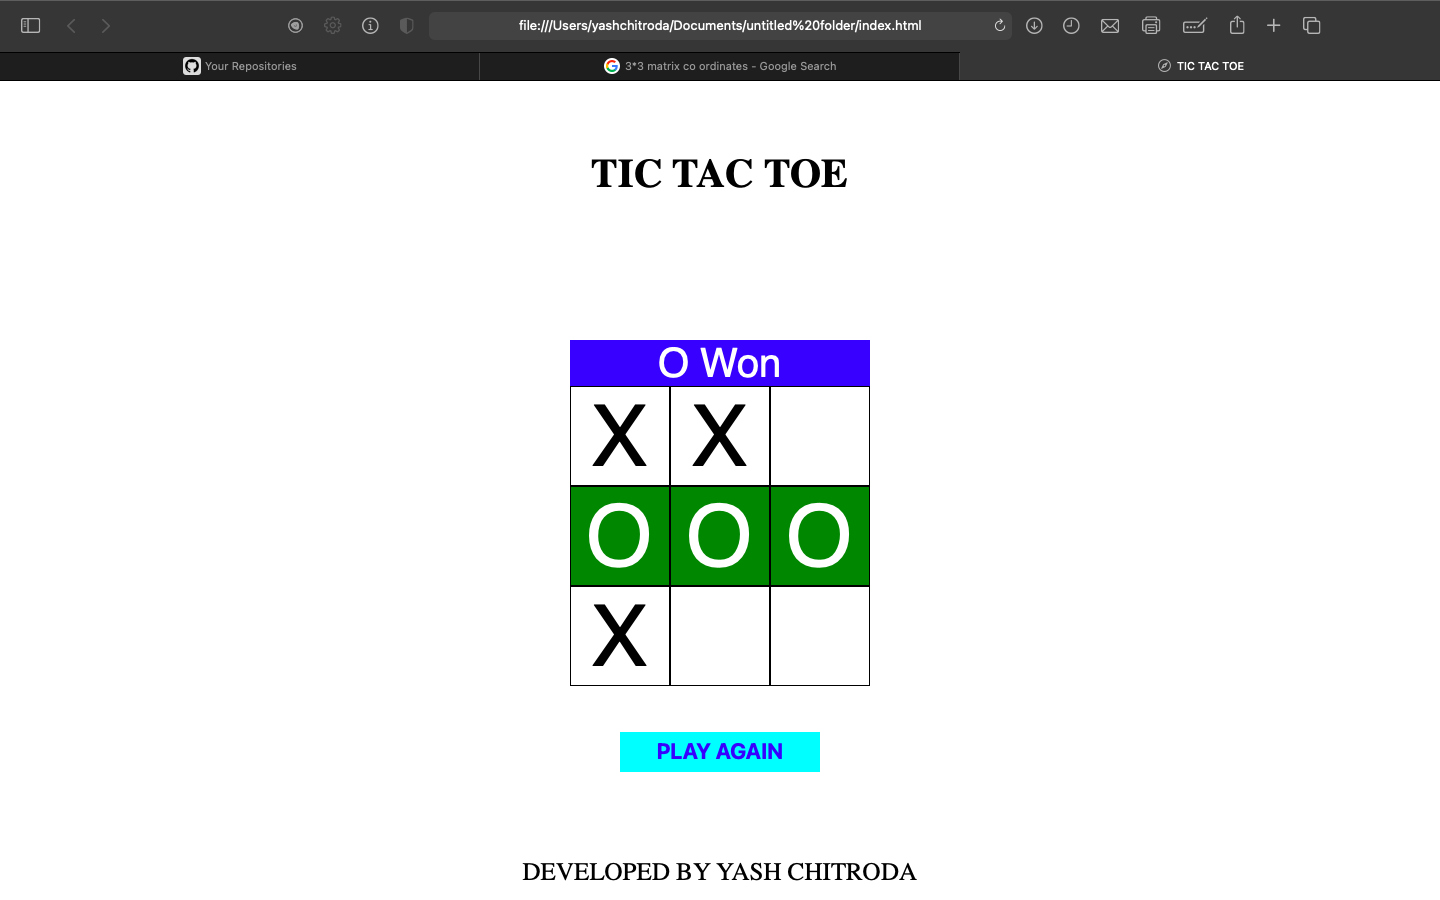 file:///Users/yashchitroda/Documents/untitled%20folder/index.html
Your Repositories
3*3 matrix co ordinates - Google Search
TIC TAC TOE
TIC TAC TOE
O Won
X X
O O O
X
PLAY AGAIN
DEVELOPED BY YASH CHITRODA